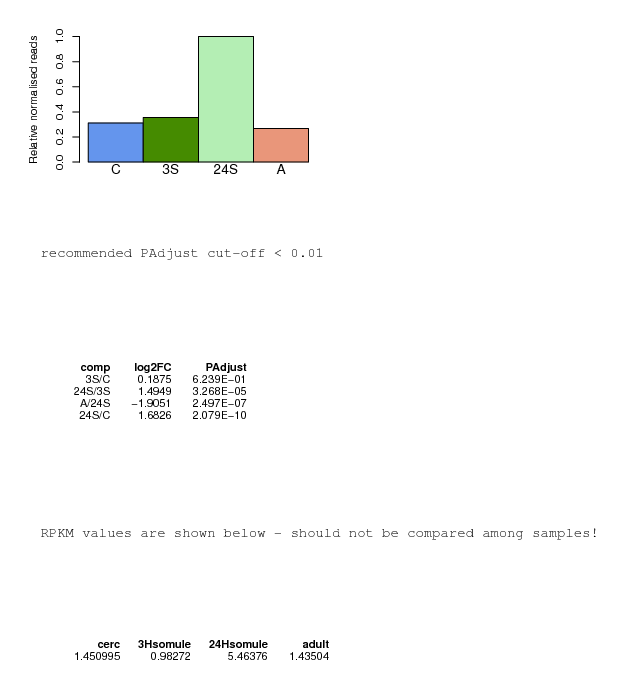 Relative normalised reads
1.0
0.8
0.6
0.4
0.2
0.0
C 3S 24S A
recommended PAdjust cut-off < 0.01
comp log2FC PAdjust
3S/C 0.1875 6.239E-01
24S/3S 1.4949 3.268E-05
A/24S -1.9051 2.497E-07
24S/C 1.6826 2.079E-10
RPKM values are shown below - should not be compared among samples!
cerc 3Hsomule 24Hsomule adult
1.450995 0.98272 5.46376 1.43504